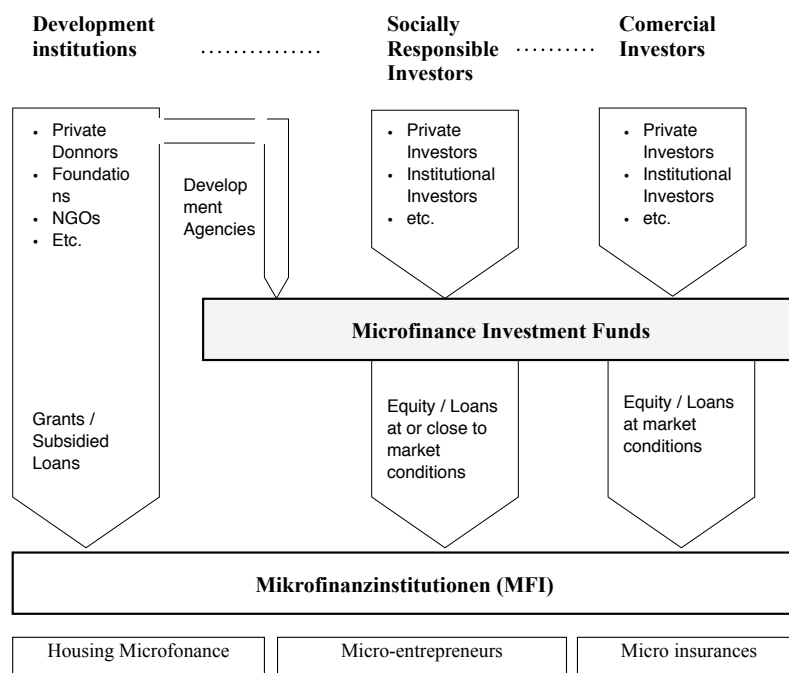 Development
institutions
............
Socially
Responsible
Investors
........
Comercial
Investors
• Private
Donnors
• Foundatio
ns
• NGOs
• Etc.
Develop
ment
Agencies
• Private
Investors
• Institutional
Investors
• etc.
• Private
Investors
• Institutional
Investors
• etc.
Microfinance Investment Funds
Grants /
Subsidied
Loans
Equity / Loans
at or close to
market
conditions
Equity / Loans
at market
conditions
Mikrofinanzinstitutionen (MFI)
Housing Microfonance
Micro-entrepreneurs
Micro insurances